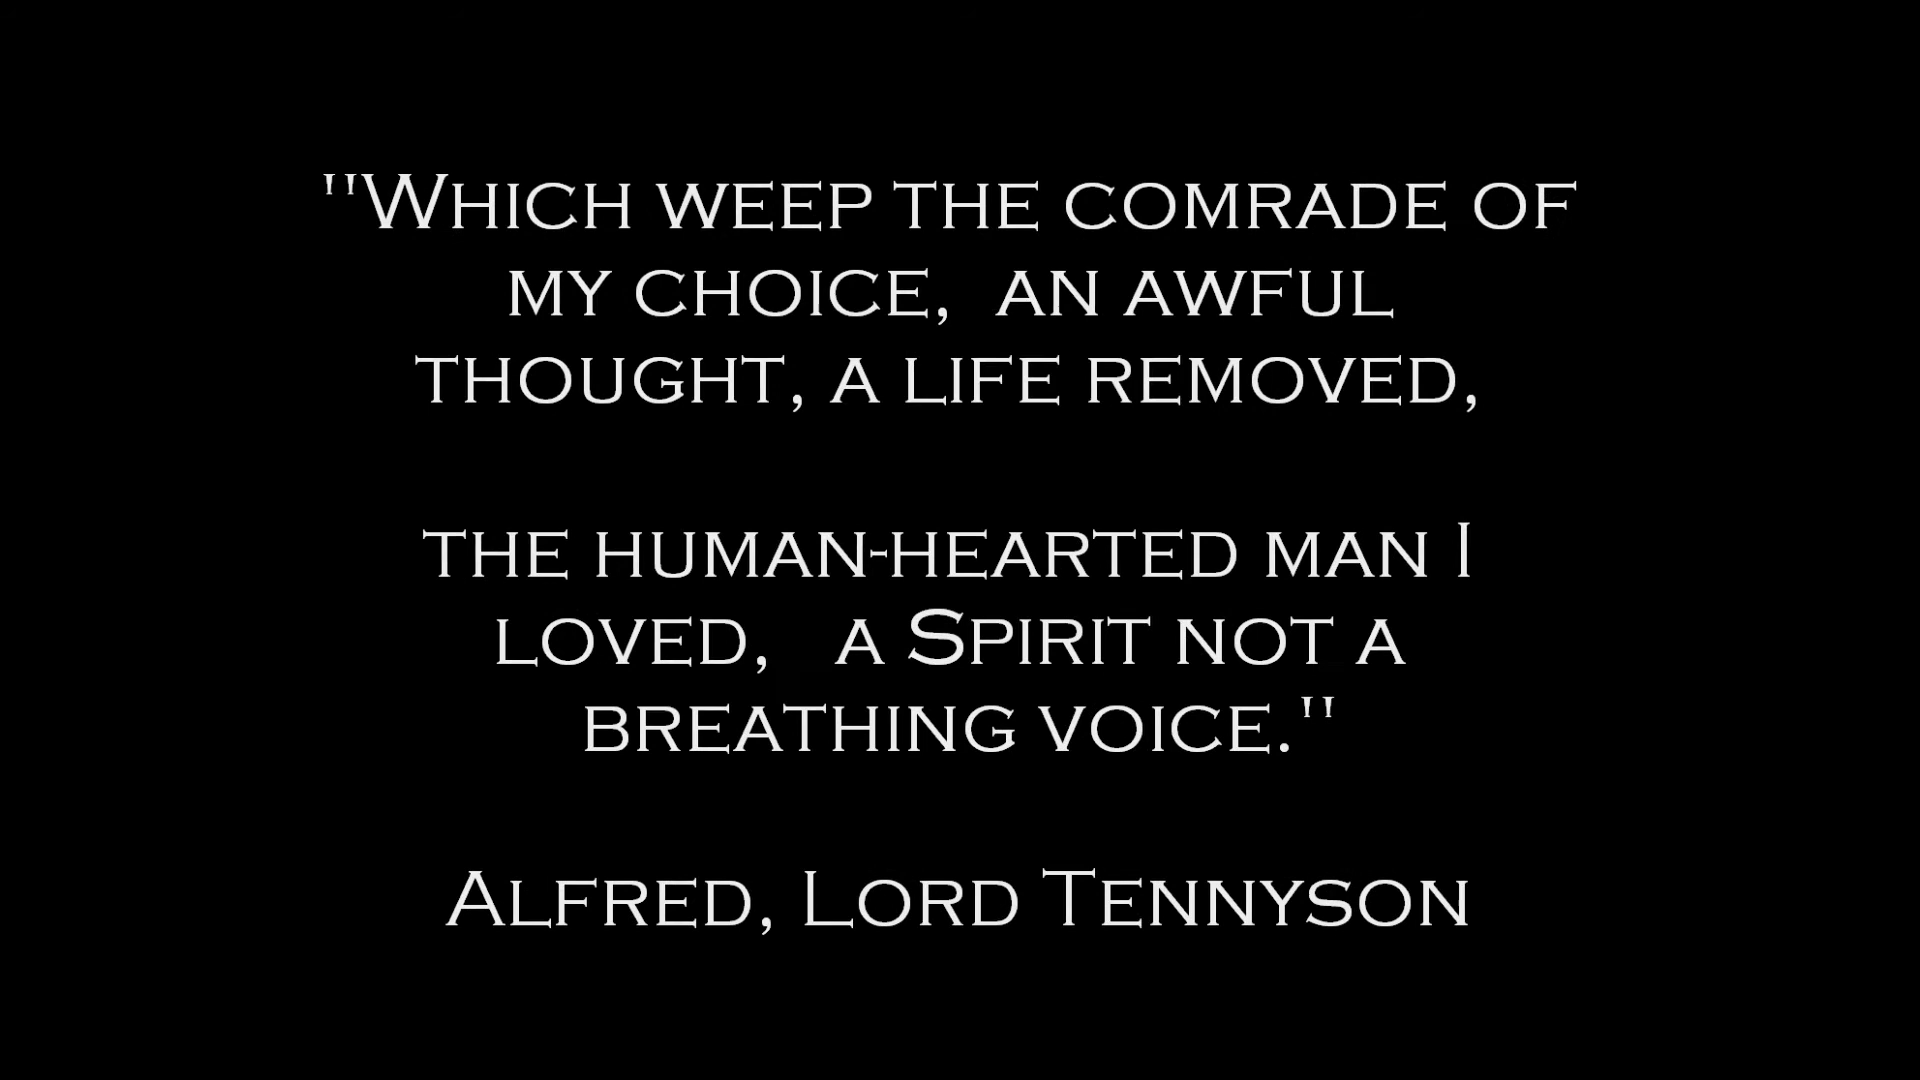 "Which weep the comrade of
my choice,  an awful
thought, a life removed,
the human-hearted man I
loved,   a Spirit not a
breathing voice."
Alfred, Lord Tennyson